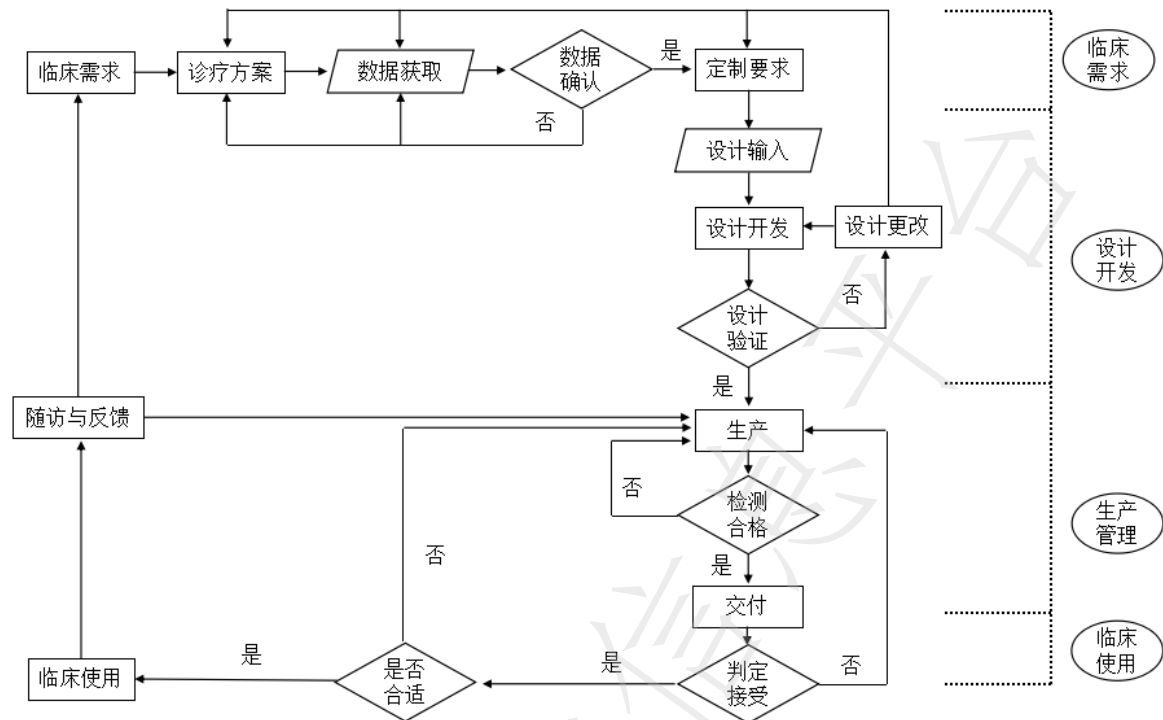 临床需求
诊疗方案
数据获取
数据
确认
是
定制要求
临床
需求
否
设计输入
设计开发
设计更改
设计
开发
否
设计
验证
是
随访与反馈
生产
否
检测
合格
生产
管理
否
是
交付
临床使用
是
是否
合适
是
判定
接受
否
临床
使用